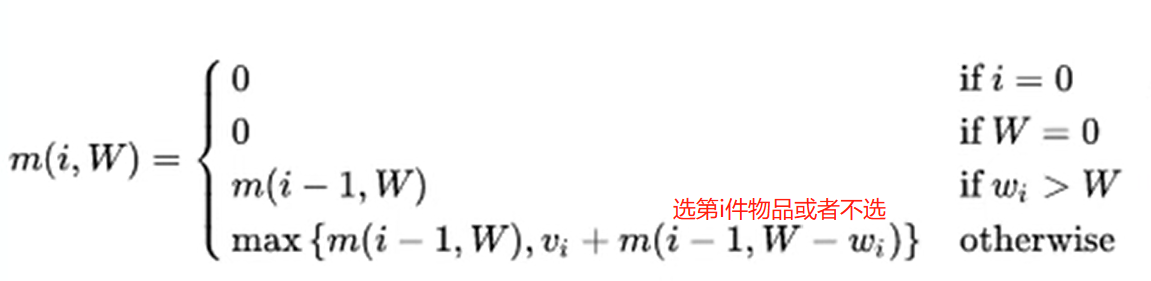 0 if i = 0
0 if W = 0
m(i, W) =
m(i − 1, W) if wᵢ > W
选第i件物品或者不选
max {m(i − 1, W), vᵢ + m(i − 1, W − wᵢ)} otherwise